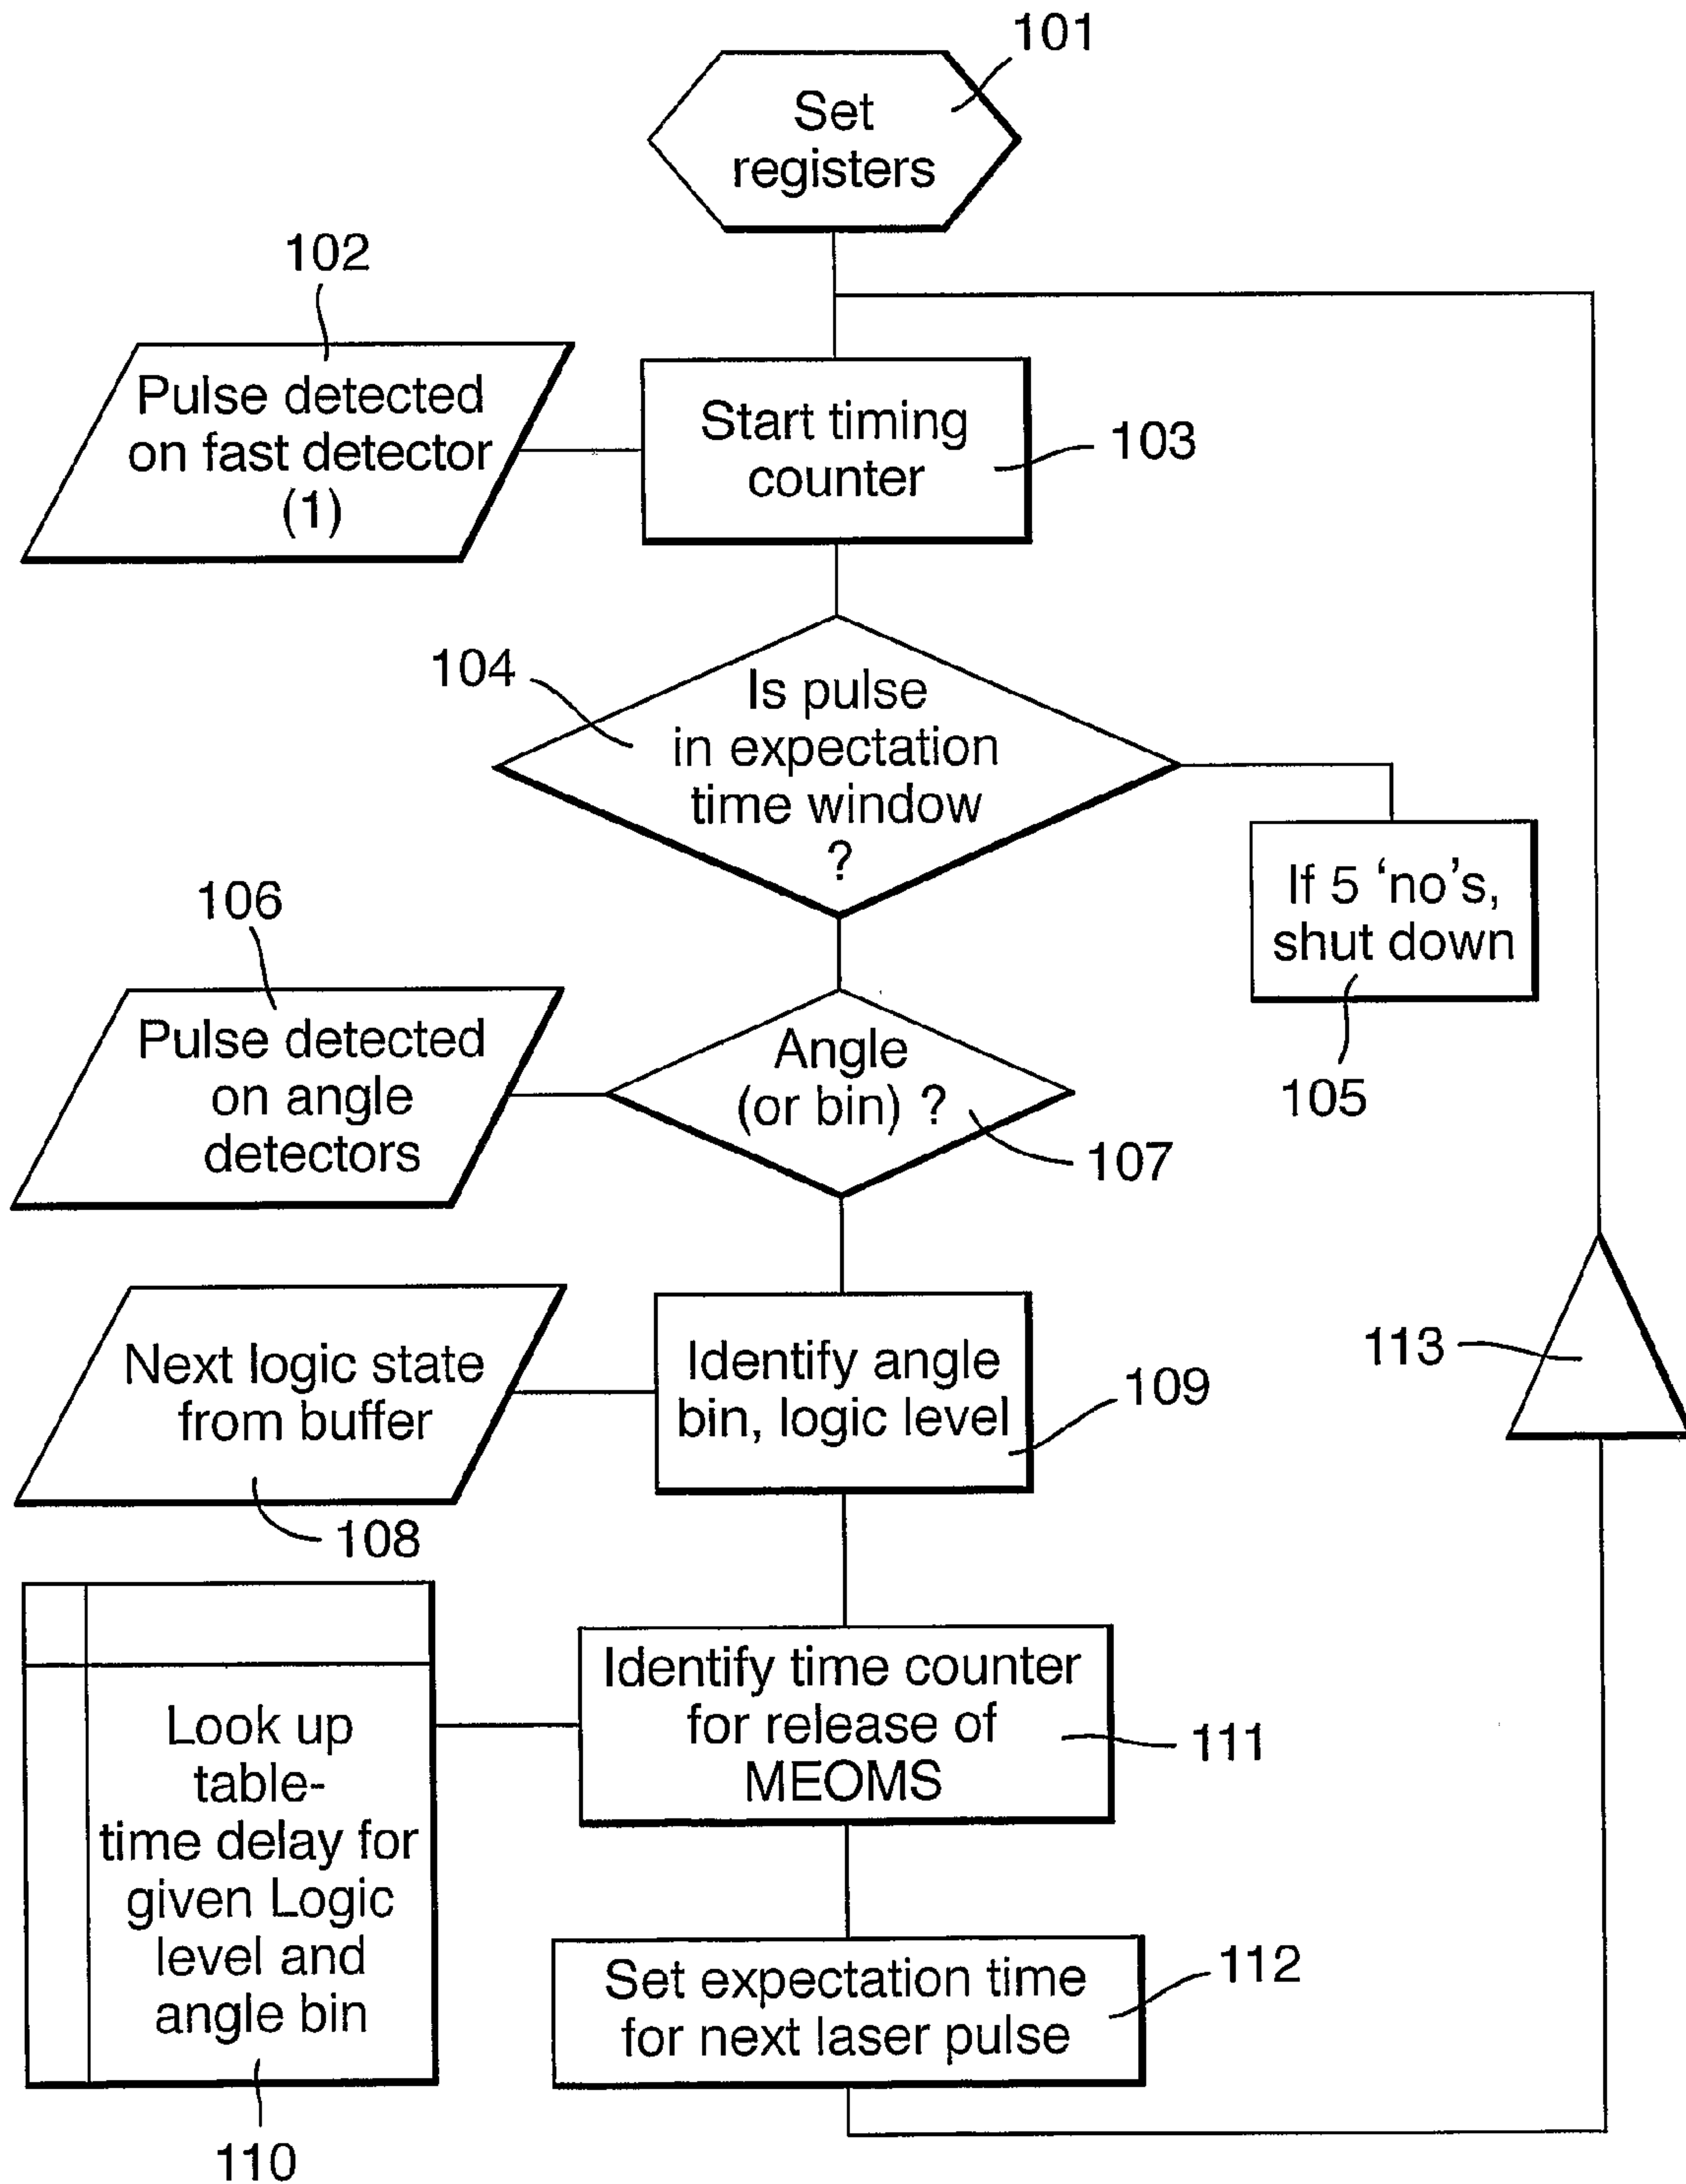 101
Set
registers
102
Pulse detected
on fast detector
(1)
Start timing
counter
103
104
Is pulse
in expectation
time window
?
If 5 ‘no’s,
shut down
105
106
Pulse detected
on angle
detectors
Angle
(or bin) ?
107
Next logic state
from buffer
108
Identify angle
bin, logic level
109
113
Look up
table-
time delay for
given Logic
level and
angle bin
110
Identify time counter
for release of
MEOMS
111
Set expectation time
for next laser pulse
112